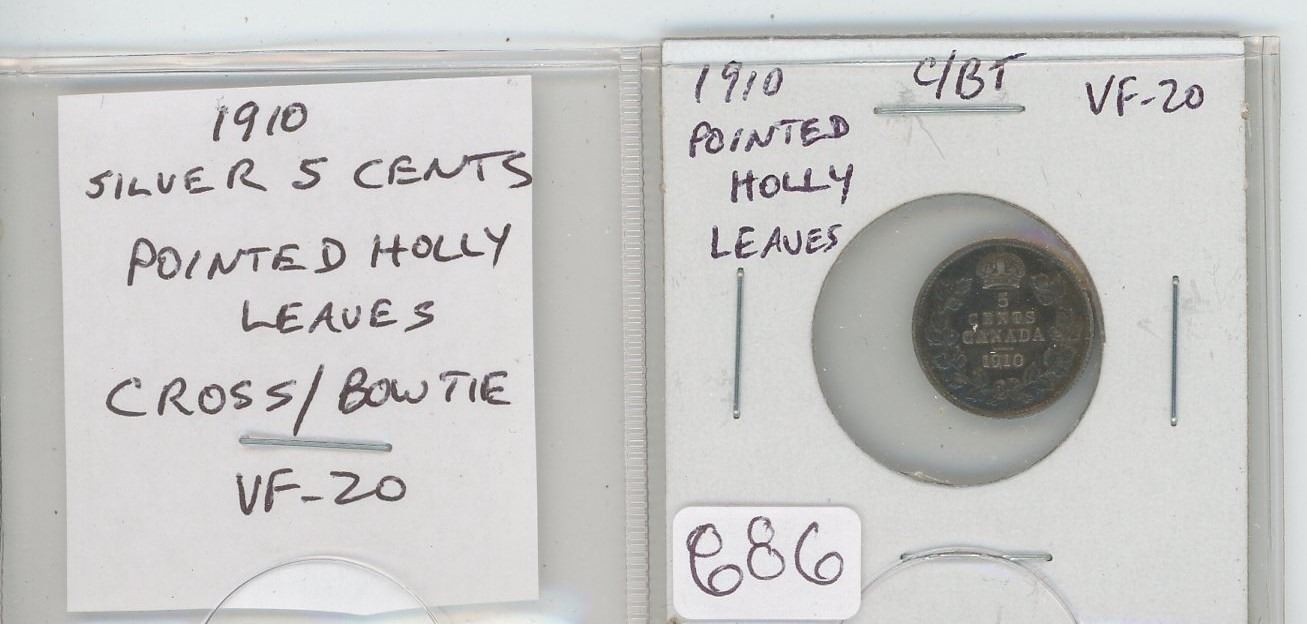 1910
SILVER 5 CENTS
POINTED HOLLY
LEAVES
CROSS/BOWTIE
VF-20
1910
C/BT
VF-20
POINTED
HOLLY
LEAVES
5
CENTS
CANADA
1910
686